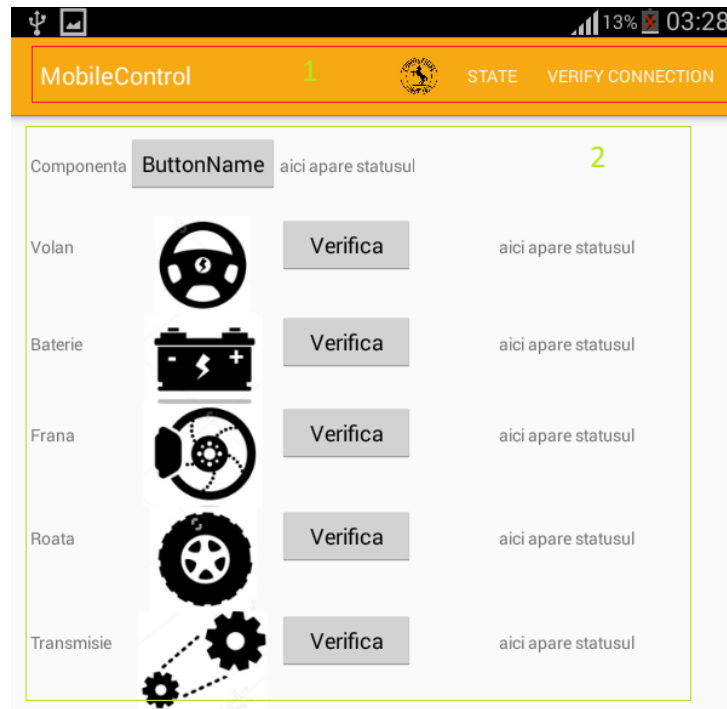 13% 03:28
MobileControl 1 STATE VERIFY CONNECTION
2
Componenta ButtonName aici apare statusul
Volan Verifica aici apare statusul
Baterie - + Verifica aici apare statusul
Frana Verifica aici apare statusul
Roata Verifica aici apare statusul
Transmisie Verifica aici apare statusul